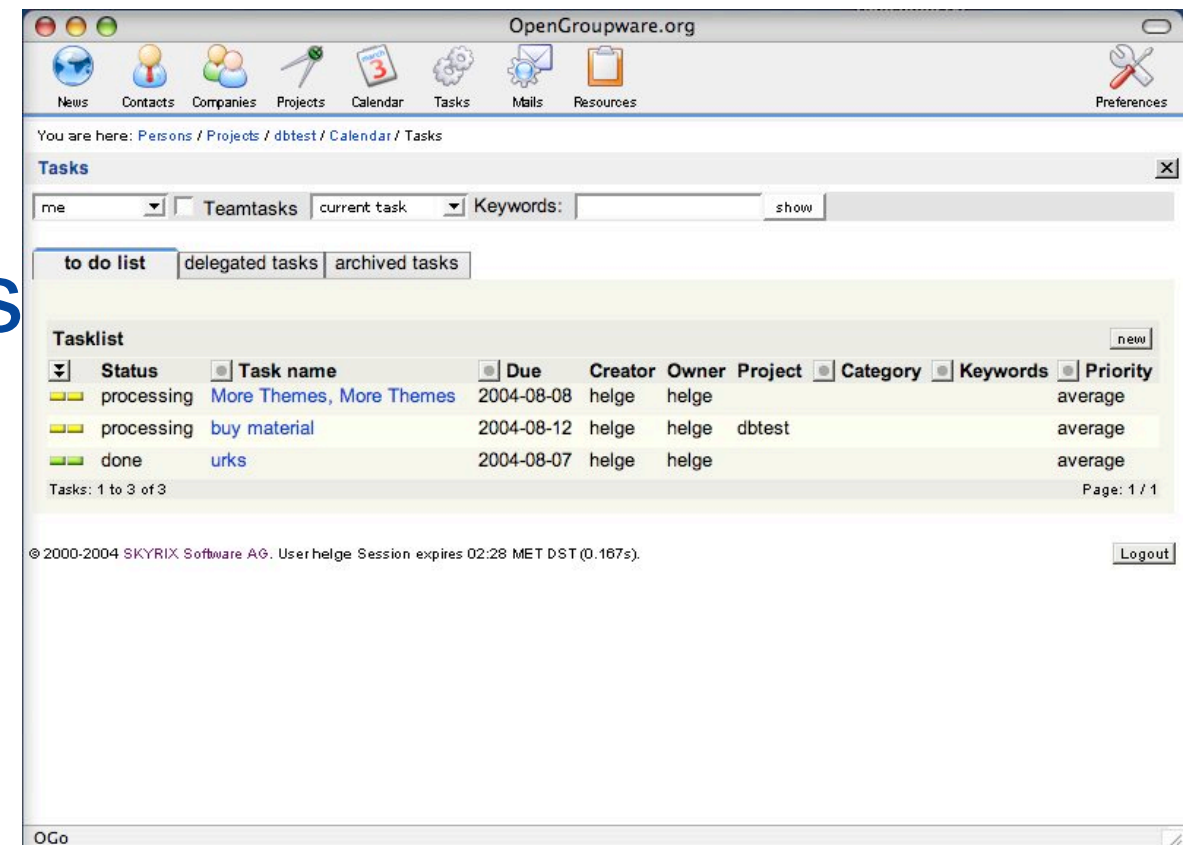 OpenGroupware.org
News Contacts Companies Projects Calendar Tasks Mails Resources Preferences
You are here: Persons / Projects / dbtest / Calendar / Tasks
Tasks
me Teamtasks current task Keywords: show
to do list delegated tasks archived tasks
s
Tasklist new
Status Task name Due Creator Owner Project Category Keywords Priority
processing More Themes, More Themes 2004-08-08 helge helge average
processing buy material 2004-08-12 helge helge dbtest average
done urks 2004-08-07 helge helge average
Tasks: 1 to 3 of 3 Page: 1 / 1
© 2000-2004 SKYRIX Software AG. User helge Session expires 02:28 MET DST (0.167s). Logout
OGo